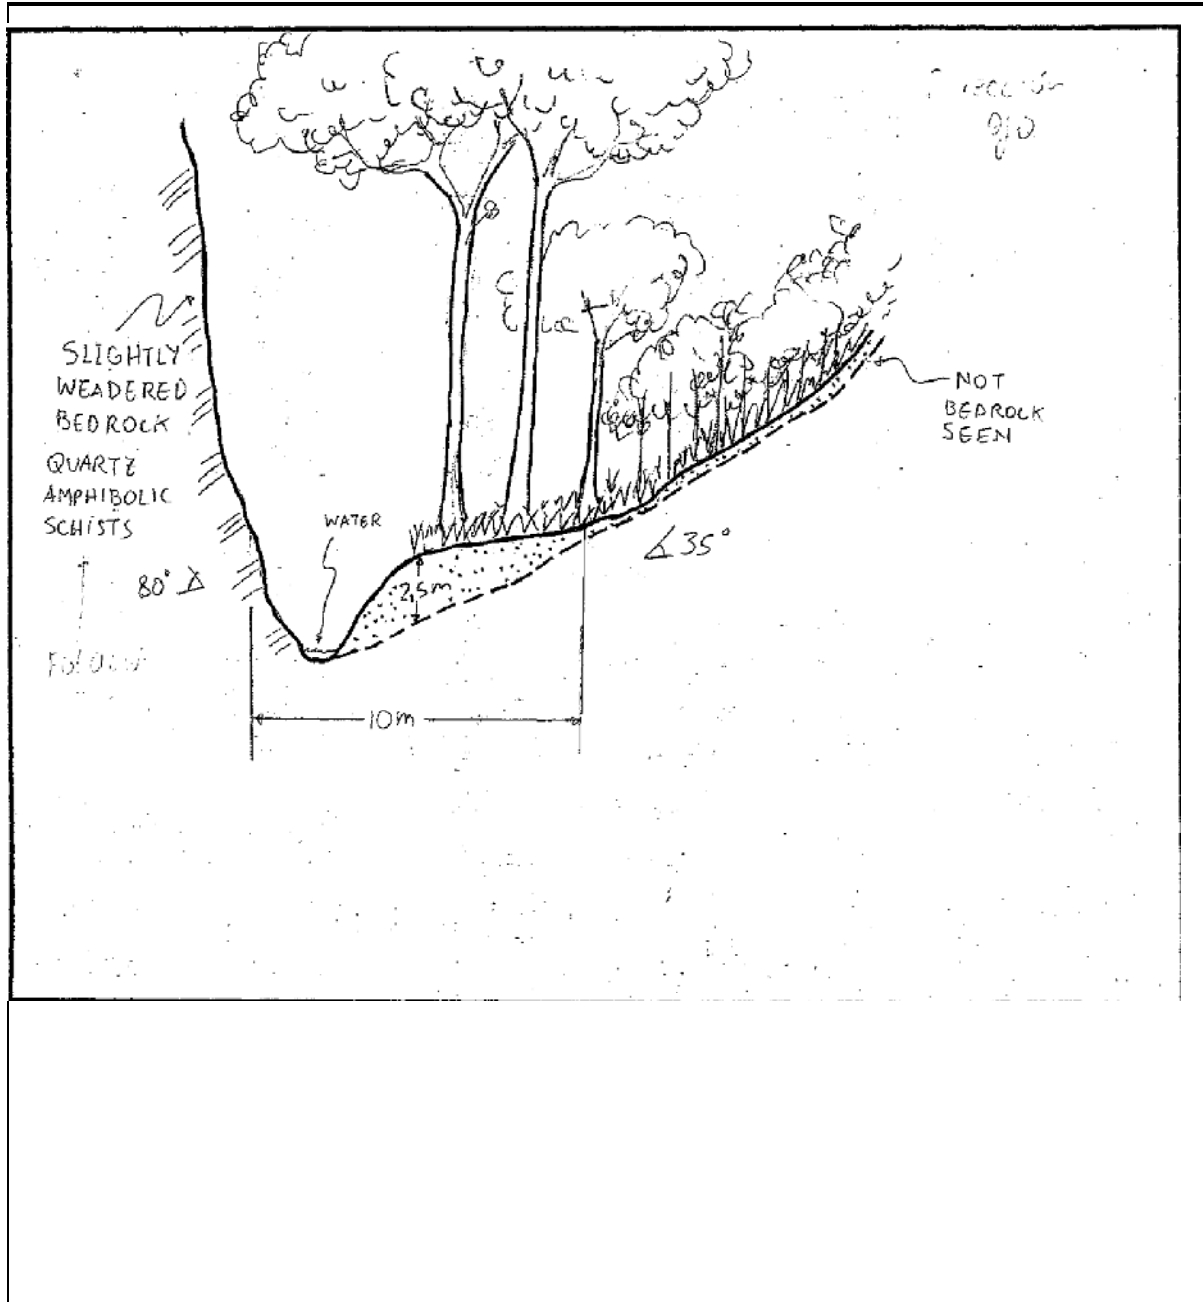 SLIGHTLY
WEADERED
BEDROCK
QUARTZ
AMPHIBOLIC
SCHISTS
WATER
NOT
BEDROCK
SEEN
35°
80°
2,5m
10m